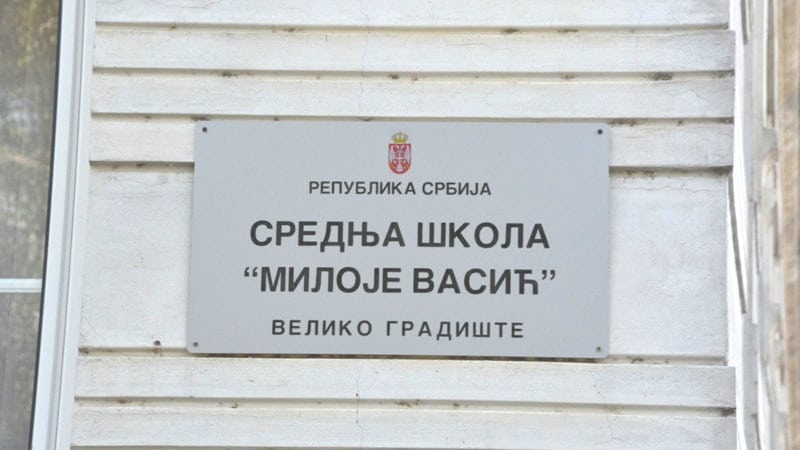 РЕПУБЛИКА СРБИЈА
СРЕДЊА ШКОЛА
“МИЛОЈЕ ВАСИЋ”
ВЕЛИКО ГРАДИШТЕ